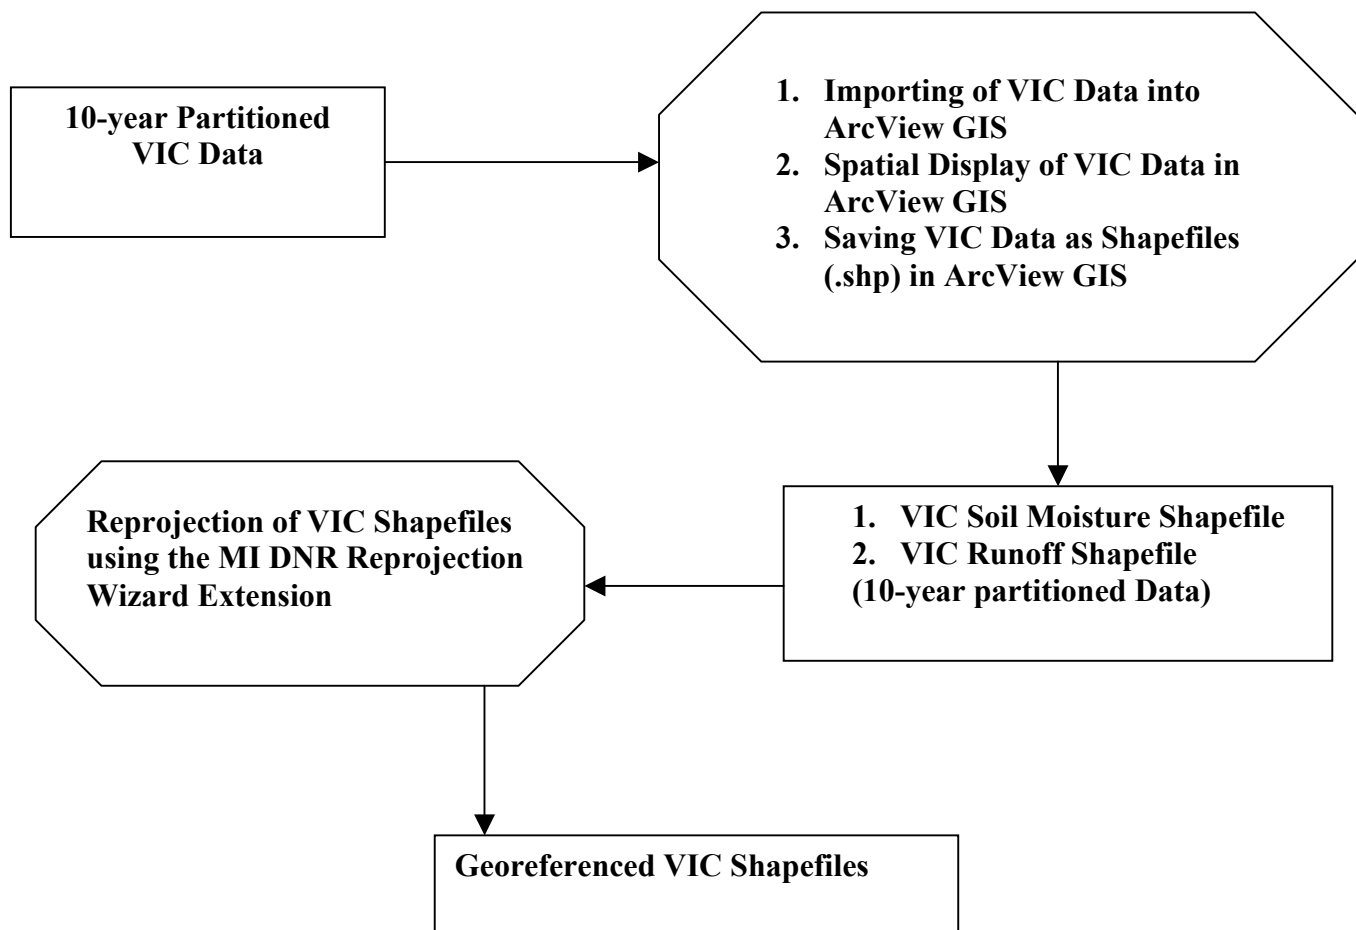 10-year Partitioned
VIC Data
1. Importing of VIC Data into
ArcView GIS
2. Spatial Display of VIC Data in
ArcView GIS
3. Saving VIC Data as Shapefiles
(.shp) in ArcView GIS
1. VIC Soil Moisture Shapefile
2. VIC Runoff Shapefile
(10-year partitioned Data)
Reprojection of VIC Shapefiles
using the MI DNR Reprojection
Wizard Extension
Georeferenced VIC Shapefiles